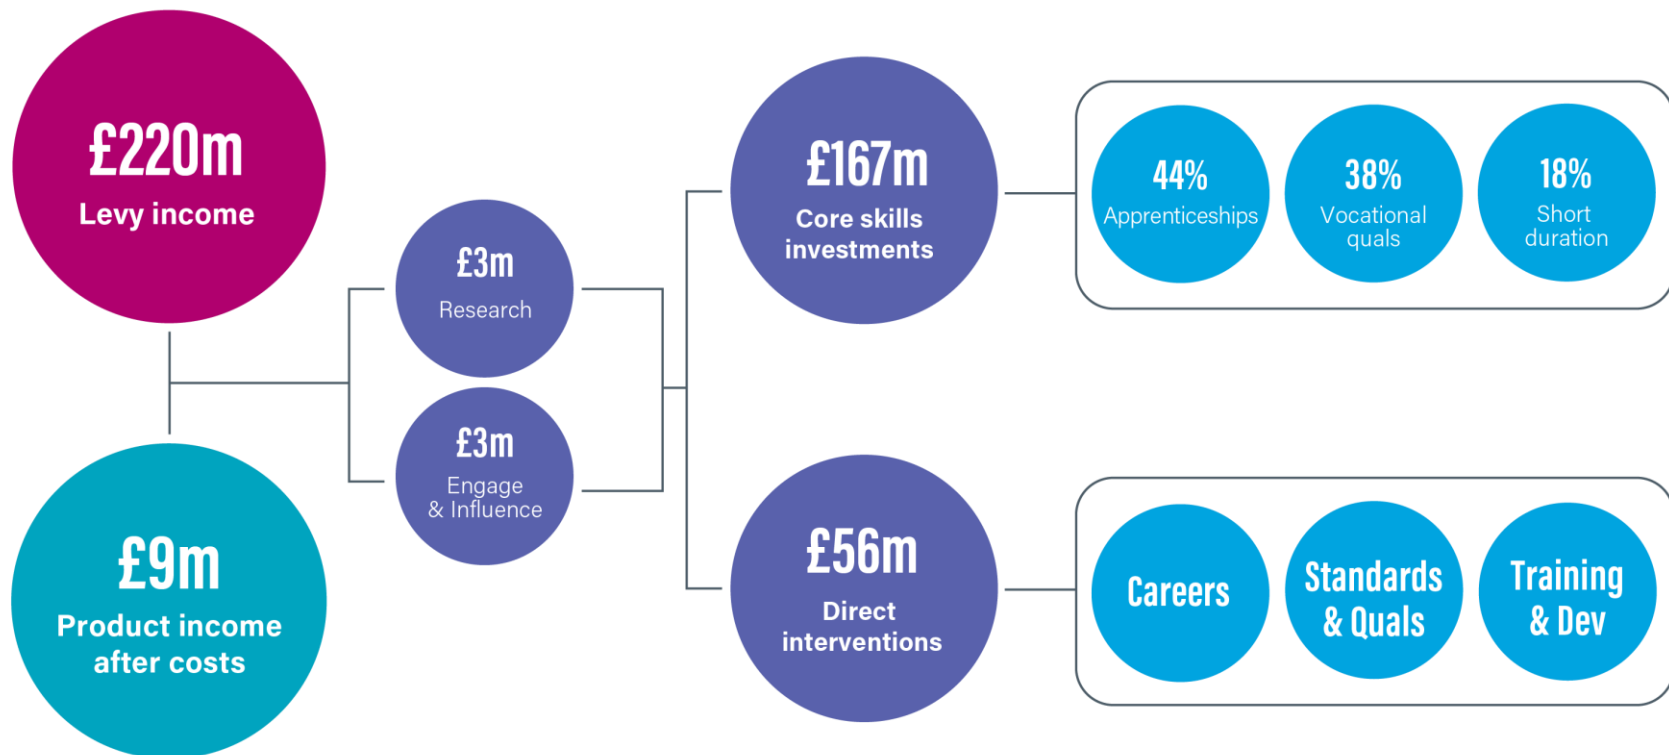 £220m
Levy income
£9m
Product income
after costs
£3m
Research
£3m
Engage
& Influence
£167m
Core skills
investments
44%
Apprenticeships
38%
Vocational
quals
18%
Short
duration
£56m
Direct
interventions
Careers
Standards
& Quals
Training
& Dev